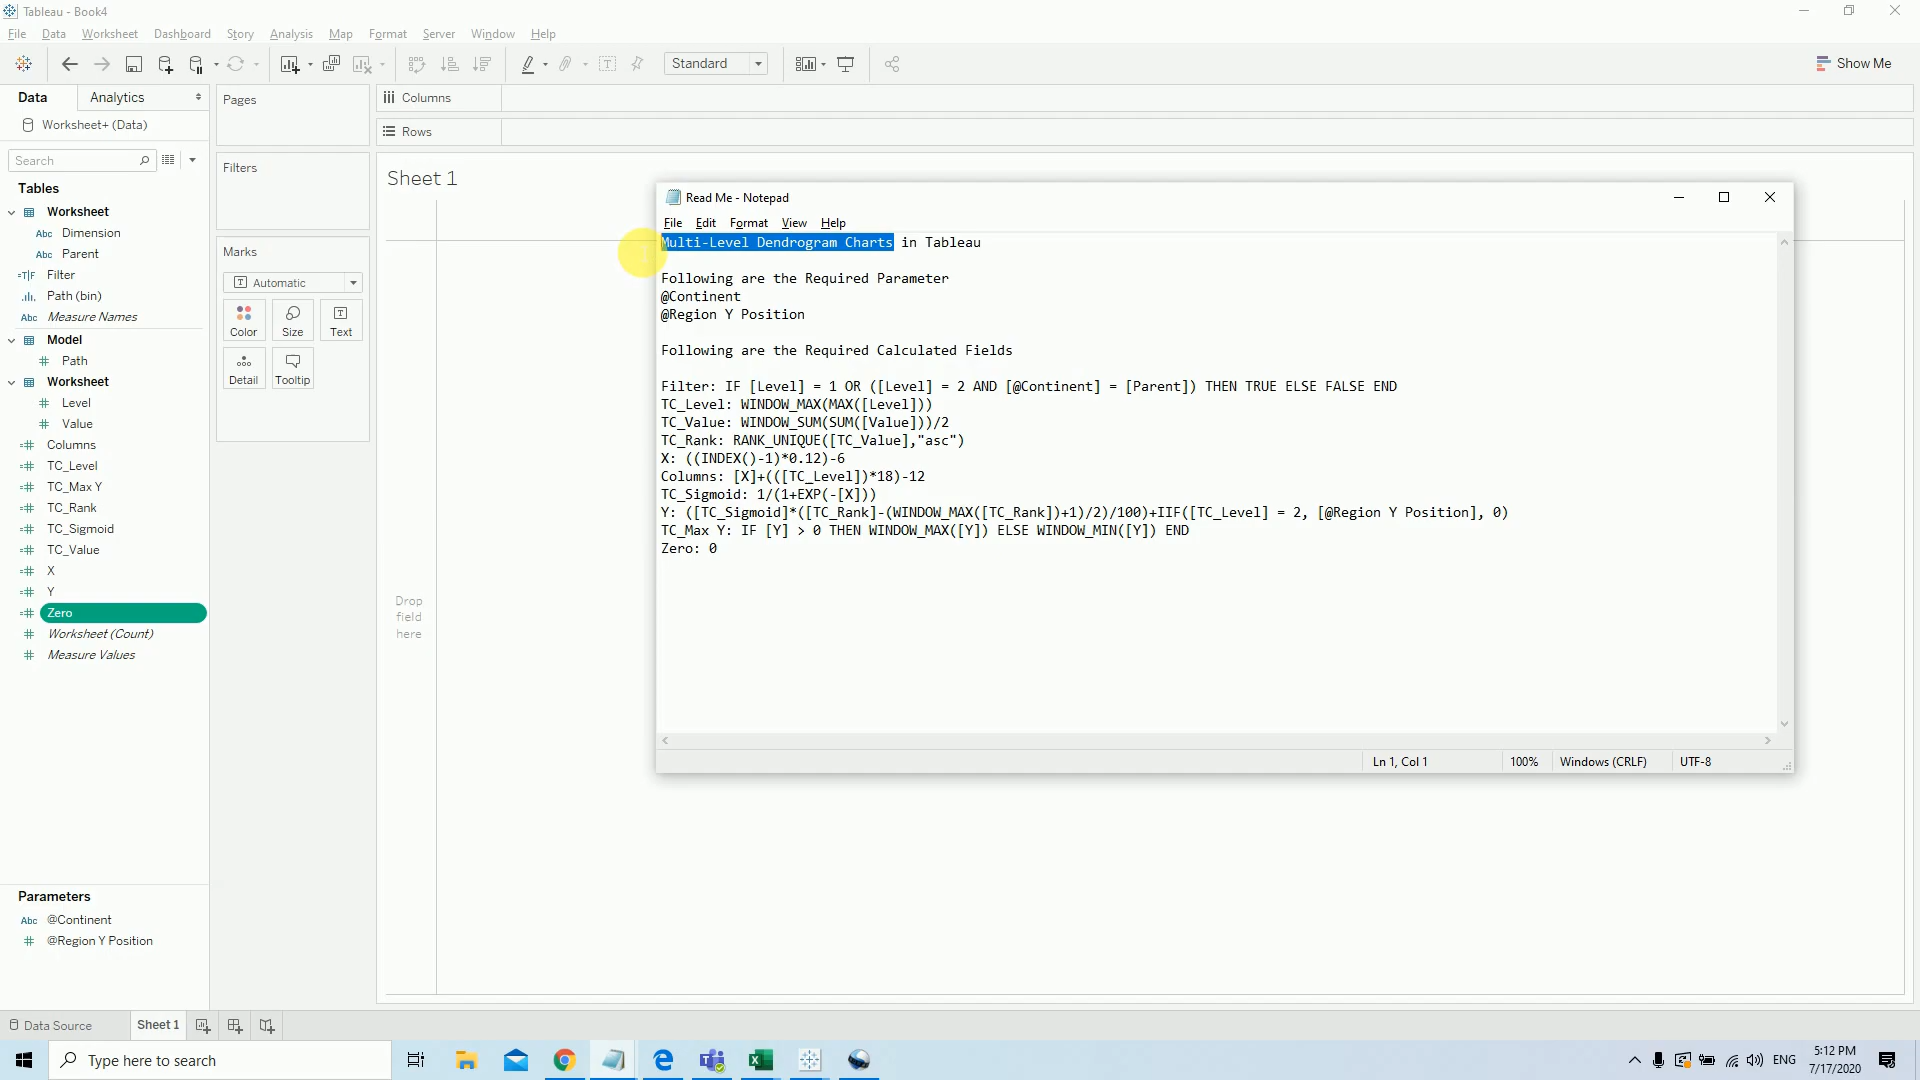 Tableau - Book4
File Data Worksheet Dashboard Story Analysis Map Format Server Window Help
Standard
Show Me
Data Analytics
Worksheet+ (Data)
Search
Tables
Worksheet
Abc Dimension
Abc Parent
=T|F Filter
Path (bin)
Abc Measure Names
Model
# Path
Worksheet
# Level
# Value
=# Columns
=# TC_Level
=# TC_Max Y
=# TC_Rank
=# TC_Sigmoid
=# TC_Value
=# X
=# Y
=# Zero
# Worksheet (Count)
# Measure Values
Parameters
Abc @Continent
# @Region Y Position
Pages
Filters
Marks
Automatic
Color Size Text
Detail Tooltip
Columns
Rows
Sheet 1
Drop
field
here
Read Me - Notepad
File Edit Format View Help
Multi-Level Dendrogram Charts in Tableau
Following are the Required Parameter
@Continent
@Region Y Position
Following are the Required Calculated Fields
Filter: IF [Level] = 1 OR ([Level] = 2 AND [@Continent] = [Parent]) THEN TRUE ELSE FALSE END
TC_Level: WINDOW_MAX(MAX([Level]))
TC_Value: WINDOW_SUM(SUM([Value]))/2
TC_Rank: RANK_UNIQUE([TC_Value],"asc")
X: ((INDEX()-1)*0.12)-6
Columns: [X]+(([TC_Level])*18)-12
TC_Sigmoid: 1/(1+EXP(-[X]))
Y: ([TC_Sigmoid]*([TC_Rank]-(WINDOW_MAX([TC_Rank])+1)/2)/100)+IIF([TC_Level] = 2, [@Region Y Position], 0)
TC_Max Y: IF [Y] > 0 THEN WINDOW_MAX([Y]) ELSE WINDOW_MIN([Y]) END
Zero: 0
Ln 1, Col 1 100% Windows (CRLF) UTF-8
Data Source Sheet 1
Type here to search
ENG
5:12 PM
7/17/2020